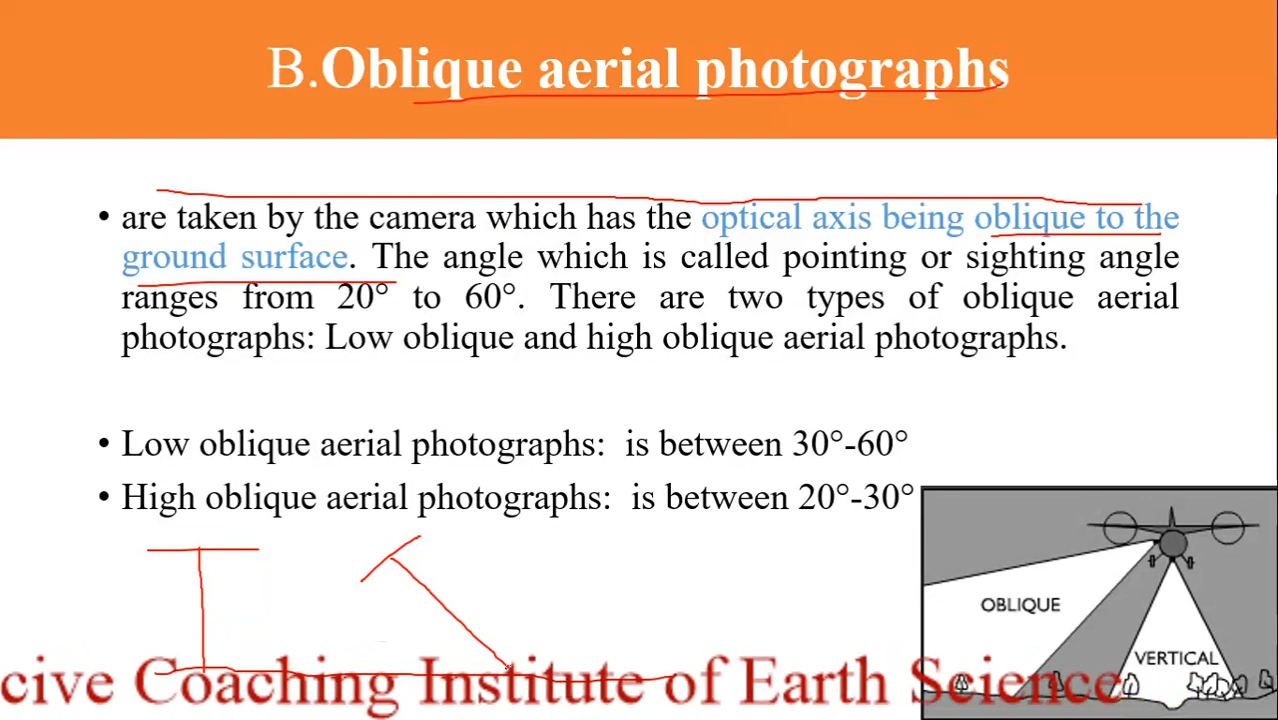 B.Oblique aerial photographs
• are taken by the camera which has the optical axis being oblique to the
ground surface. The angle which is called pointing or sighting angle
ranges from 20° to 60°. There are two types of oblique aerial
photographs: Low oblique and high oblique aerial photographs.
• Low oblique aerial photographs: is between 30°-60°
• High oblique aerial photographs: is between 20°-30°
OBLIQUE
VERTICAL
cive Coaching Institute of Earth Science